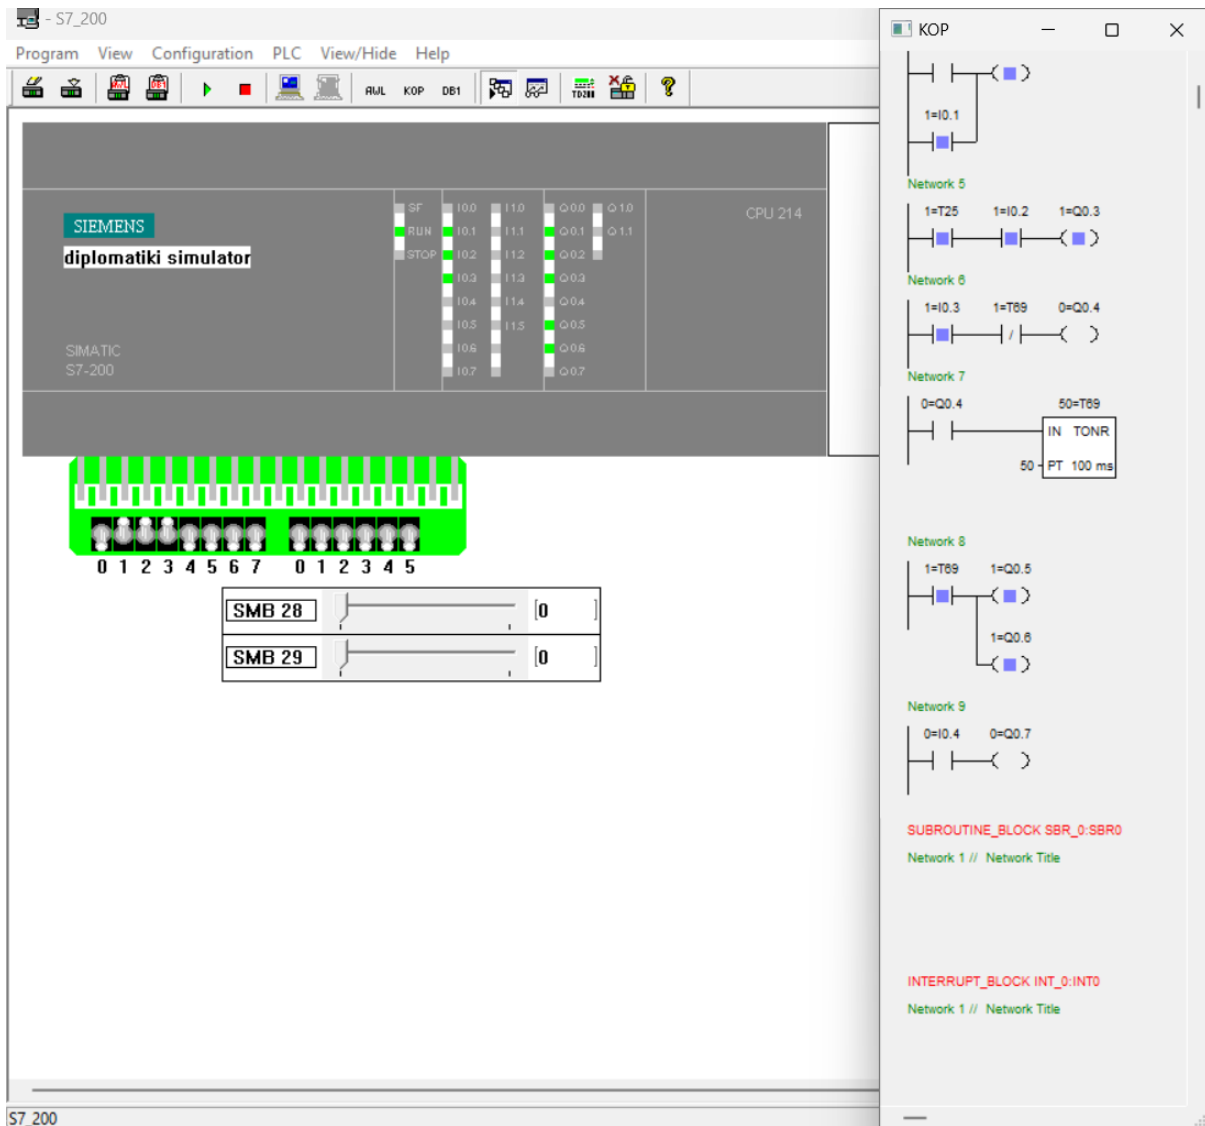 - S7_200
Program View Configuration PLC View/Hide Help
AWL KOP DB1 TD200
SIEMENS
diplomatiki simulator
SIMATIC
S7-200
SF I0.0 I1.0 Q0.0 Q1.0
RUN I0.1 I1.1 Q0.1 Q1.1
STOP I0.2 I1.2 Q0.2
I0.3 I1.3 Q0.3
I0.4 I1.4 Q0.4
I0.5 I1.5 Q0.5
I0.6 Q0.6
I0.7 Q0.7
CPU 214
0 1 2 3 4 5 6 7 0 1 2 3 4 5
SMB 28 [0 ]
SMB 29 [0 ]
S7_200
KOP
1=I0.1
Network 5
1=T25 1=I0.2 1=Q0.3
Network 6
1=I0.3 1=T69 0=Q0.4
Network 7
0=Q0.4 50=T69
IN TONR
50 - PT 100 ms
Network 8
1=T69 1=Q0.5
1=Q0.6
Network 9
0=I0.4 0=Q0.7
SUBROUTINE_BLOCK SBR_0:SBR0
Network 1 // Network Title
INTERRUPT_BLOCK INT_0:INT0
Network 1 // Network Title